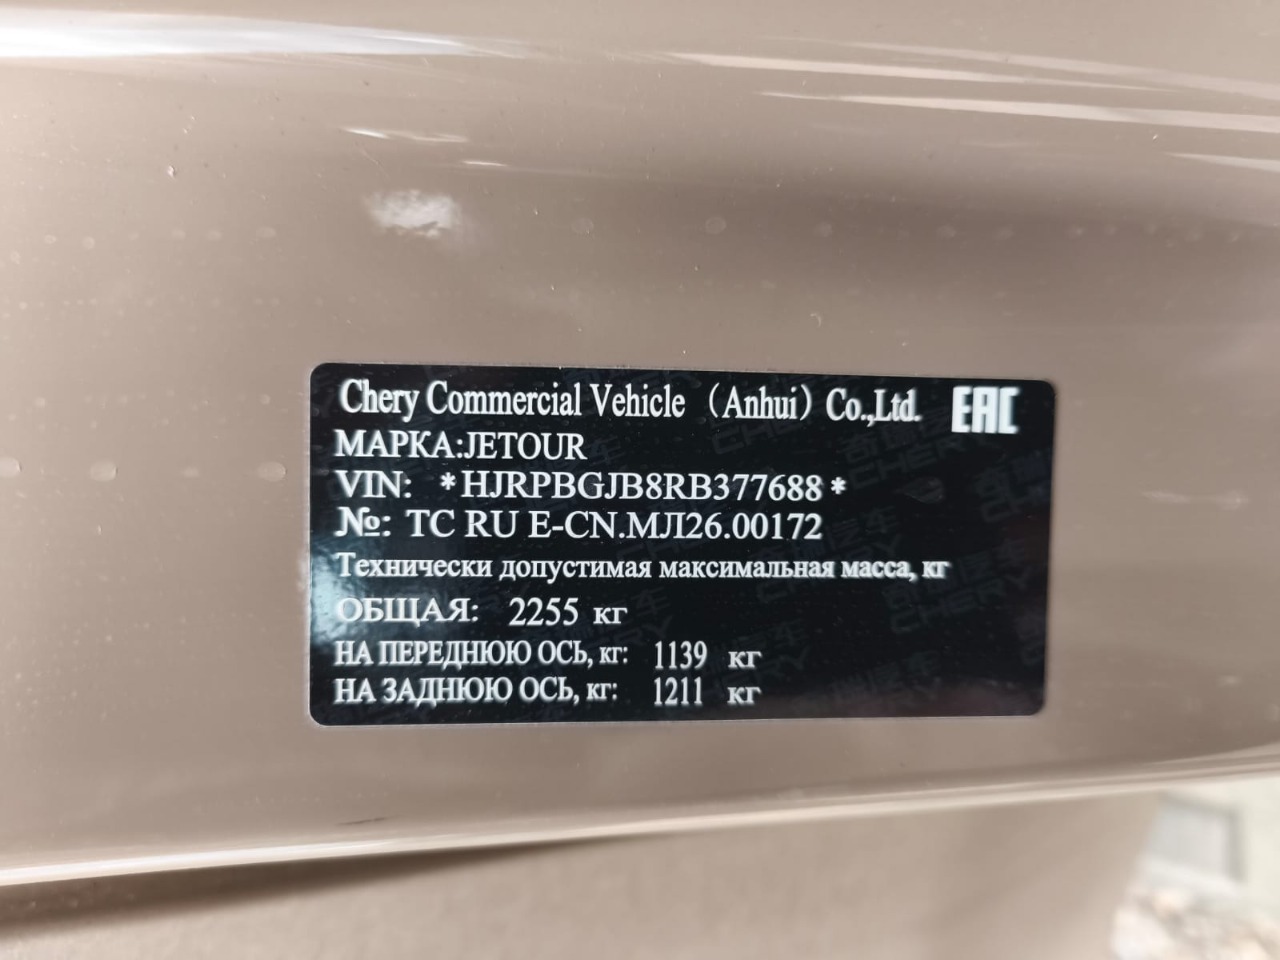 Chery Commercial Vehicle （Anhui）Co.,Ltd. EAC
МАРКА:JETOUR
VIN: *HJRPBGJB8RB377688*
№: TC RU E-CN.МЛ26.00172
Технически допустимая максимальная масса, кг
ОБЩАЯ: 2255 кг
НА ПЕРЕДНЮЮ ОСЬ, кг: 1139 кг
НА ЗАДНЮЮ ОСЬ, кг: 1211 кг